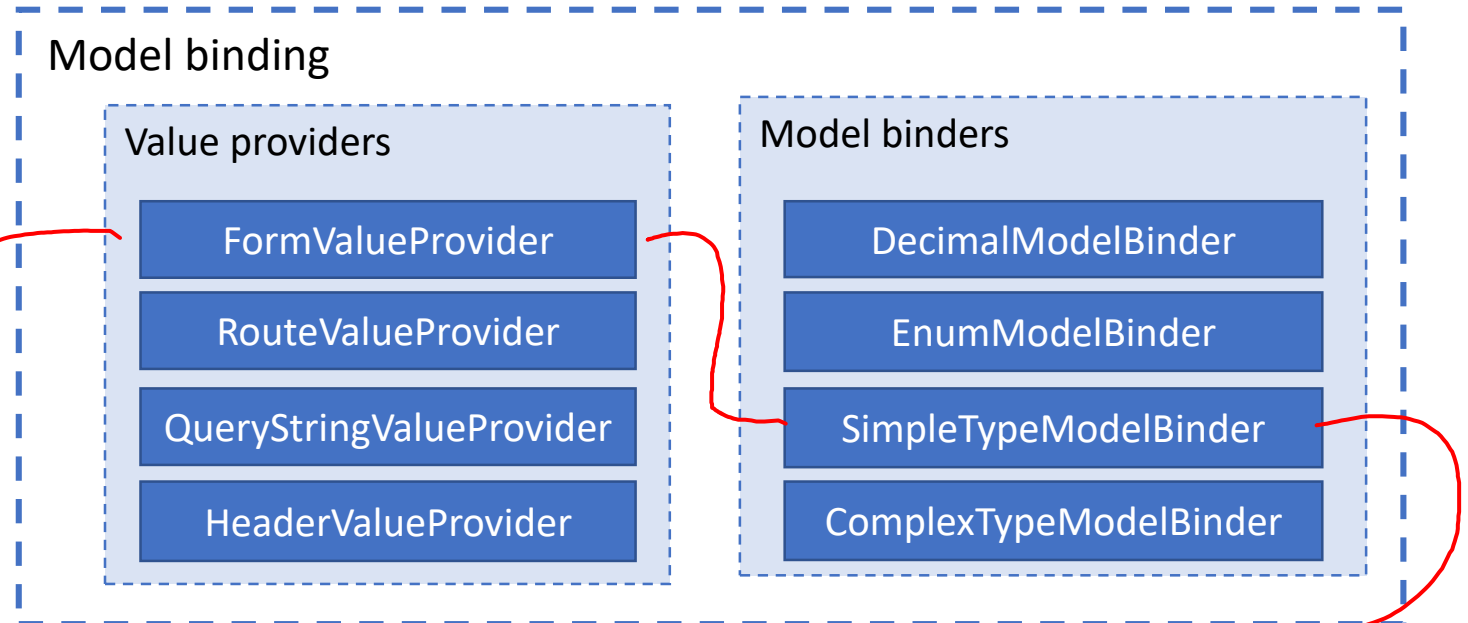 Model binding
Value providers
FormValueProvider
RouteValueProvider
QueryStringValueProvider
HeaderValueProvider
Model binders
DecimalModelBinder
EnumModelBinder
SimpleTypeModelBinder
ComplexTypeModelBinder